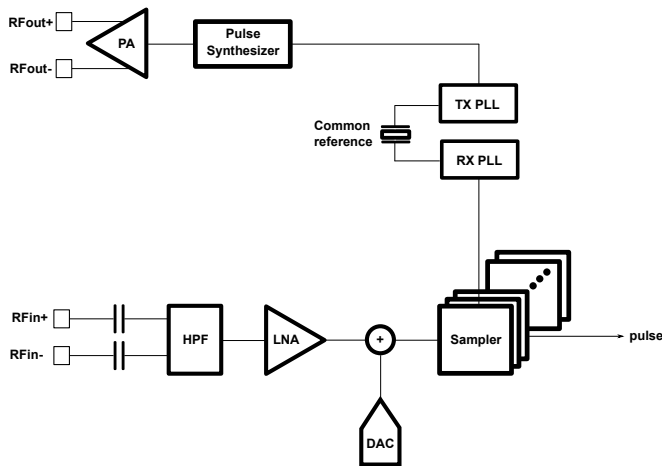 RFout+
PA
Pulse
Synthesizer
RFout-
TX PLL
Common
reference
RX PLL
RFin+
HPF
LNA
+
Sampler
pulse
RFin-
DAC